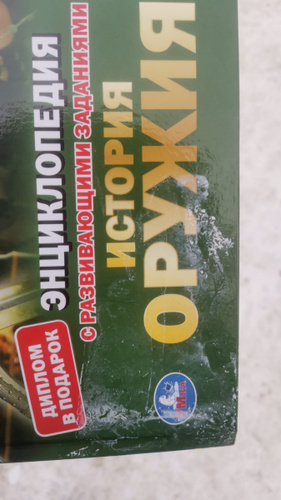 ЭНЦИКЛОПЕДИЯ
С РАЗВИВАЮЩИМИ ЗАДАНИЯМИ
ИСТОРИЯ
ОРУЖИЯ
ДИПЛОМ
В ПОДАРОК